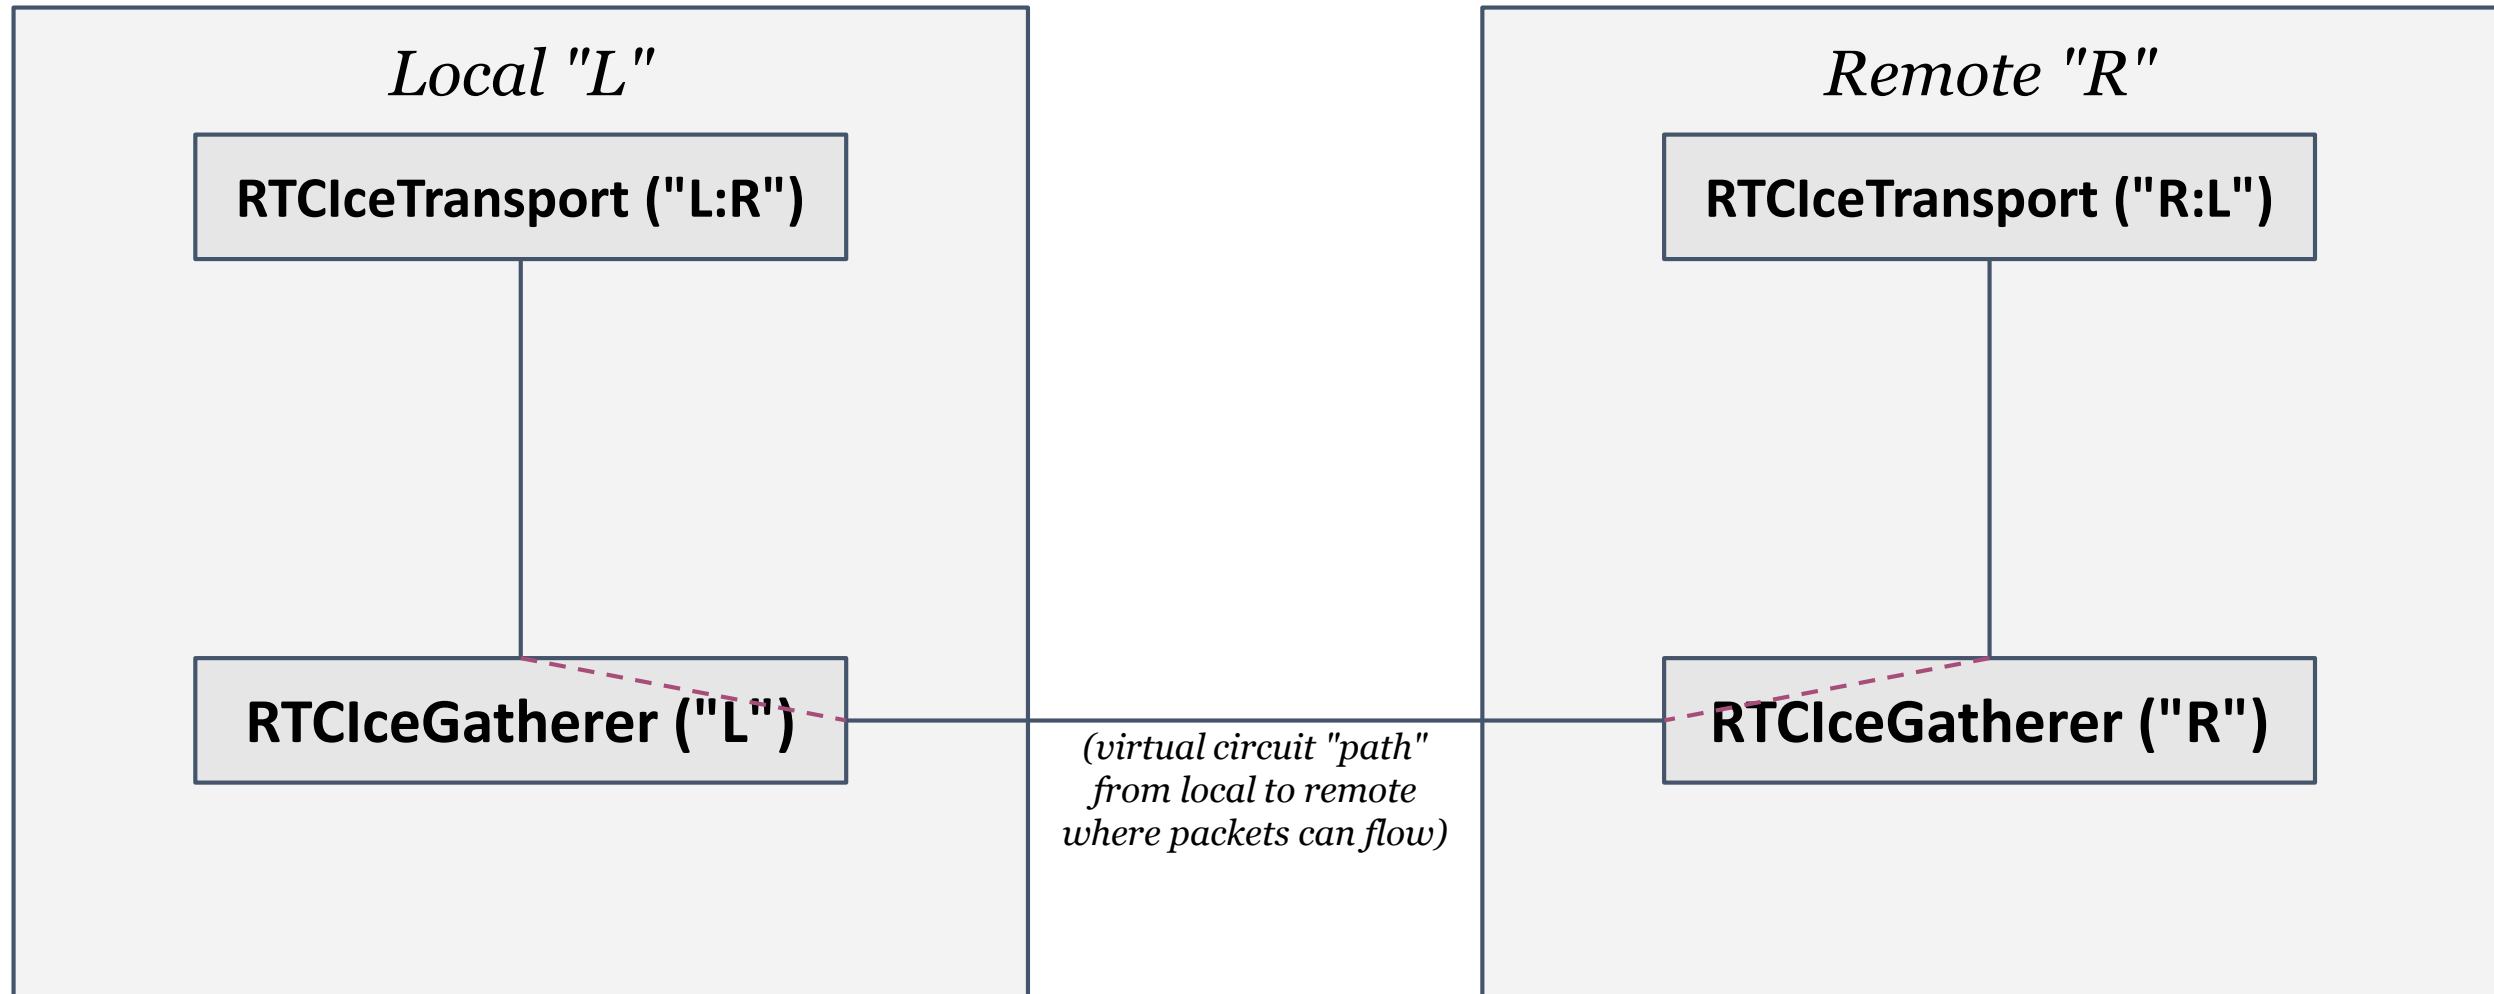 Local "L"
Remote "R"
RTCIceTransport (""L:R"")
RTCIceTransport (""R:L"")
RTCIceGatherer (""L"")
RTCIceGatherer (""R"")
(virtual circuit "path"
from local to remote
where packets can flow)